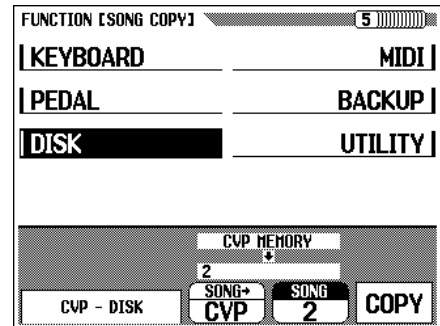 FUNCTION [SONG COPY] 5
KEYBOARD MIDI
PEDAL BACKUP
DISK UTILITY
CVP MEMORY
2
CVP - DISK
SONG→
CVP
SONG
2
COPY